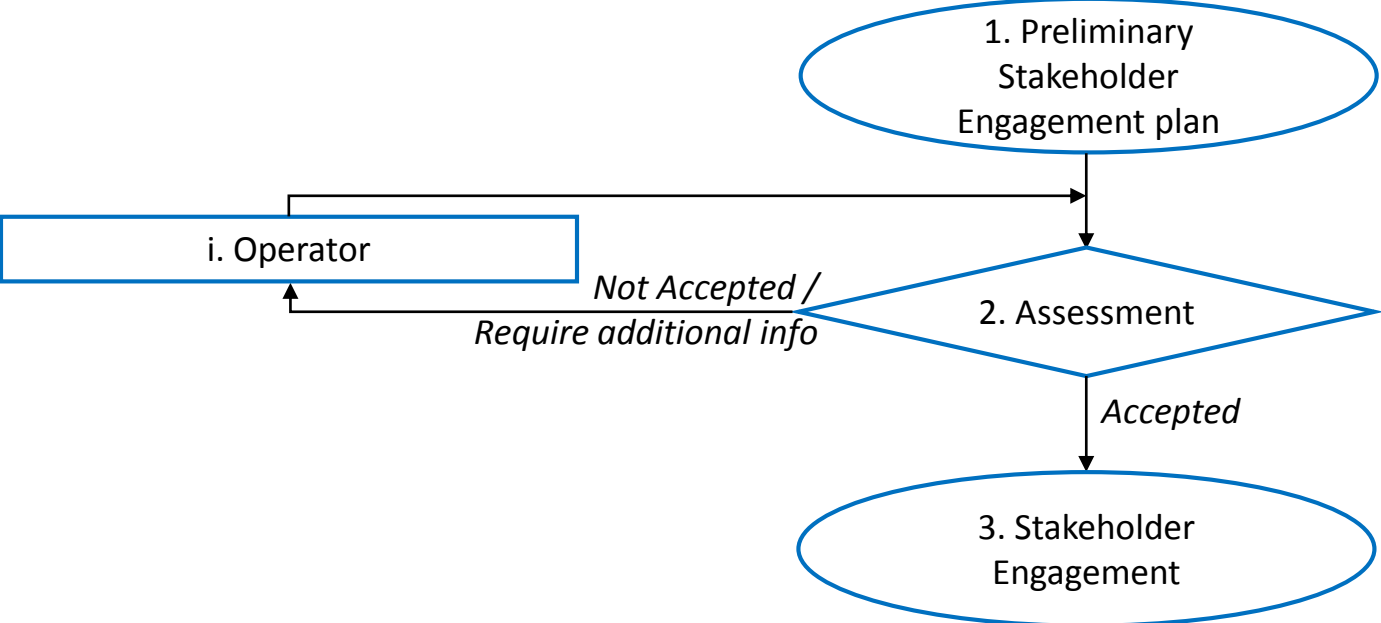 1. Preliminary
Stakeholder
Engagement plan
i. Operator
Not Accepted /
Require additional info
2. Assessment
Accepted
3. Stakeholder
Engagement